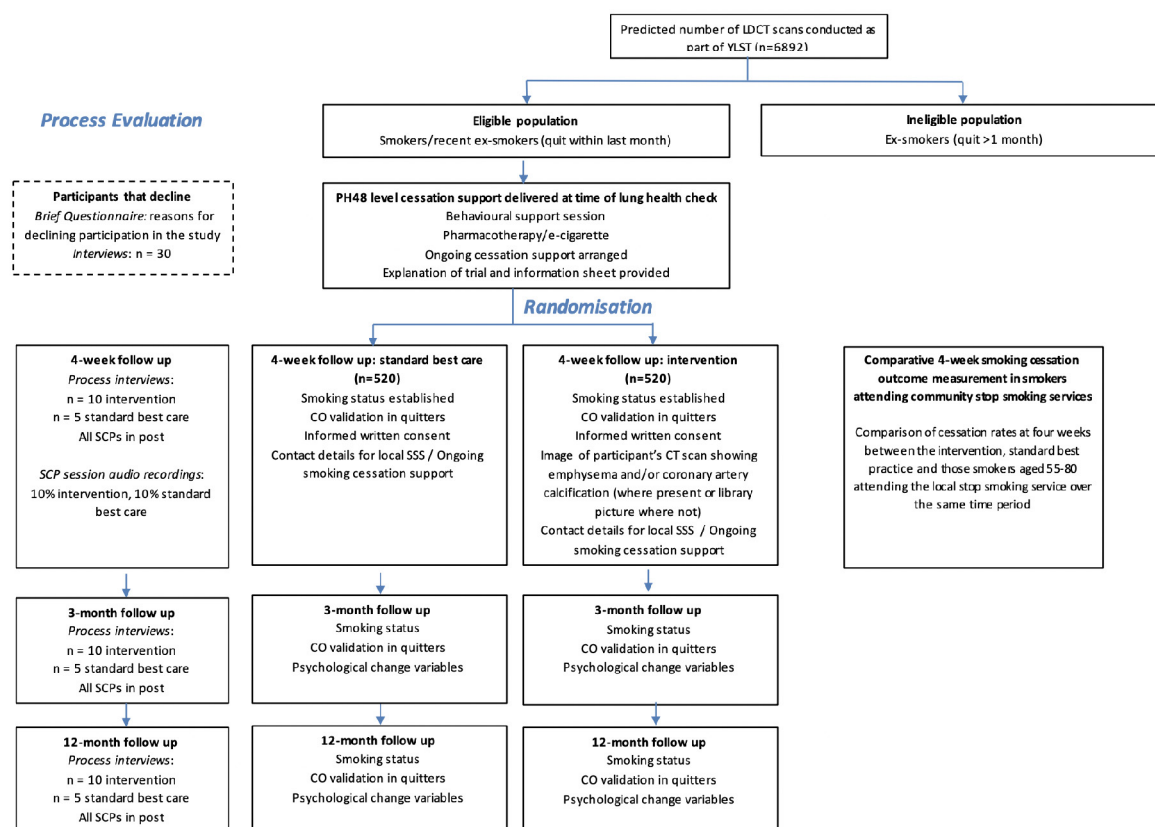 Predicted number of LDCT scans conducted as
part of YLST (n=6892)
Process Evaluation
Eligible population
Smokers/recent ex-smokers (quit within last month)
Ineligible population
Ex-smokers (quit >1 month)
Participants that decline
Brief Questionnaire: reasons for
declining participation in the study
Interviews: n = 30
PH48 level cessation support delivered at time of lung health check
Behavioural support session
Pharmacotherapy/e-cigarette
Ongoing cessation support arranged
Explanation of trial and information sheet provided
Randomisation
4-week follow up
Process interviews:
n = 10 intervention
n = 5 standard best care
All SCPs in post
SCP session audio recordings:
10% intervention, 10% standard
best care
4-week follow up: standard best care
(n=520)
Smoking status established
CO validation in quitters
Informed written consent
Contact details for local SSS / Ongoing
smoking cessation support
4-week follow up: intervention
(n=520)
Smoking status established
CO validation in quitters
Informed written consent
Image of participant's CT scan showing
emphysema and/or coronary artery
calcification (where present or library
picture where not)
Contact details for local SSS / Ongoing
smoking cessation support
Comparative 4-week smoking cessation
outcome measurement in smokers
attending community stop smoking services
Comparison of cessation rates at four weeks
between the intervention, standard best
practice and those smokers aged 55-80
attending the local stop smoking service over
the same time period
3-month follow up
Process interviews:
n = 10 intervention
n = 5 standard best care
All SCPs in post
3-month follow up
Smoking status
CO validation in quitters
Psychological change variables
3-month follow up
Smoking status
CO validation in quitters
Psychological change variables
12-month follow up
Process interviews:
n = 10 intervention
n = 5 standard best care
All SCPs in post
12-month follow up
Smoking status
CO validation in quitters
Psychological change variables
12-month follow up
Smoking status
CO validation in quitters
Psychological change variables